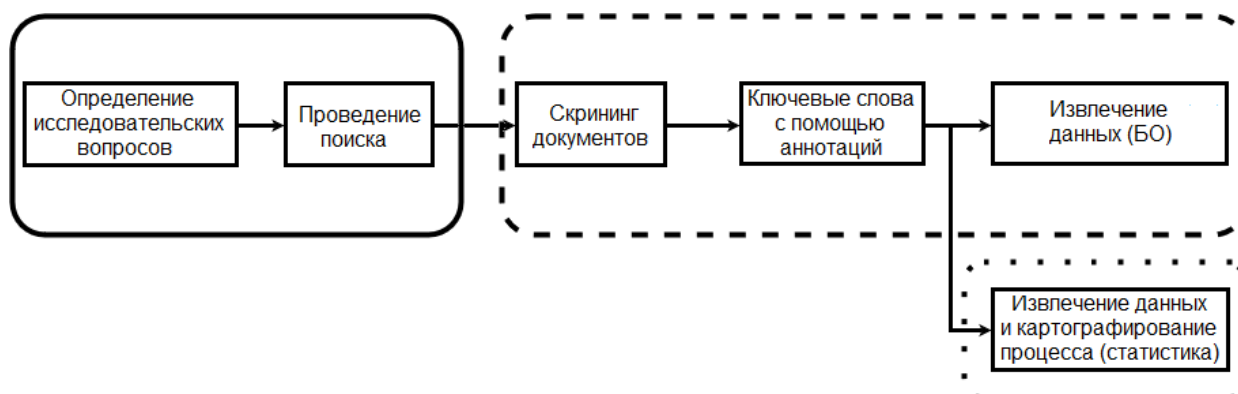 Определение
исследовательских
вопросов
Проведение
поиска
Скрининг
документов
Ключевые слова
с помощью
аннотаций
Извлечение
данных (БО)
Извлечение данных
и картографирование
процесса (статистика)